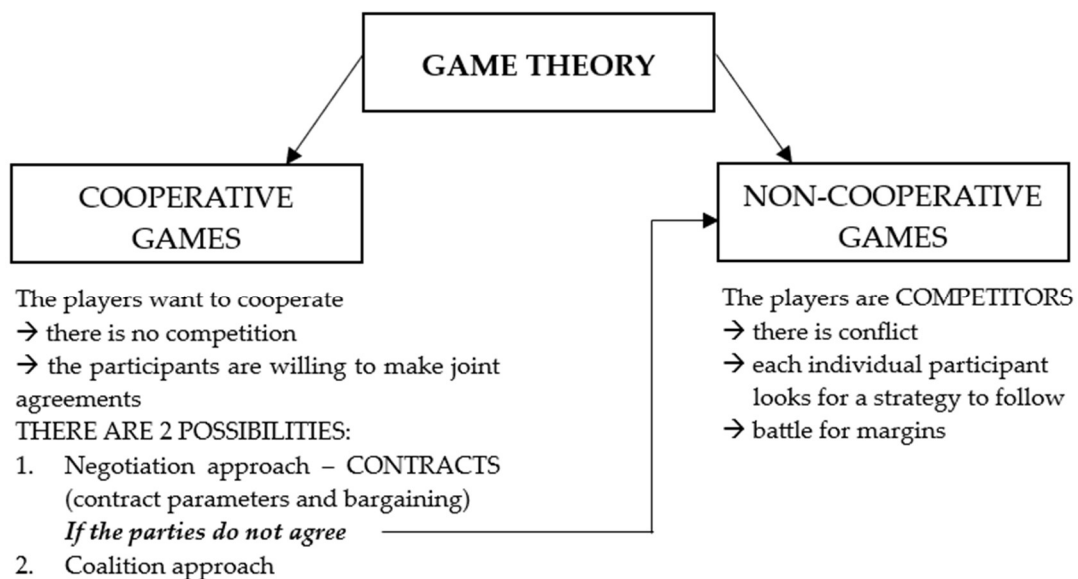 GAME THEORY
COOPERATIVE
GAMES
The players want to cooperate
→ there is no competition
→ the participants are willing to make joint
agreements
THERE ARE 2 POSSIBILITIES:
1. Negotiation approach – CONTRACTS
(contract parameters and bargaining)
If the parties do not agree
2. Coalition approach
NON-COOPERATIVE
GAMES
The players are COMPETITORS
→ there is conflict
→ each individual participant
looks for a strategy to follow
→ battle for margins